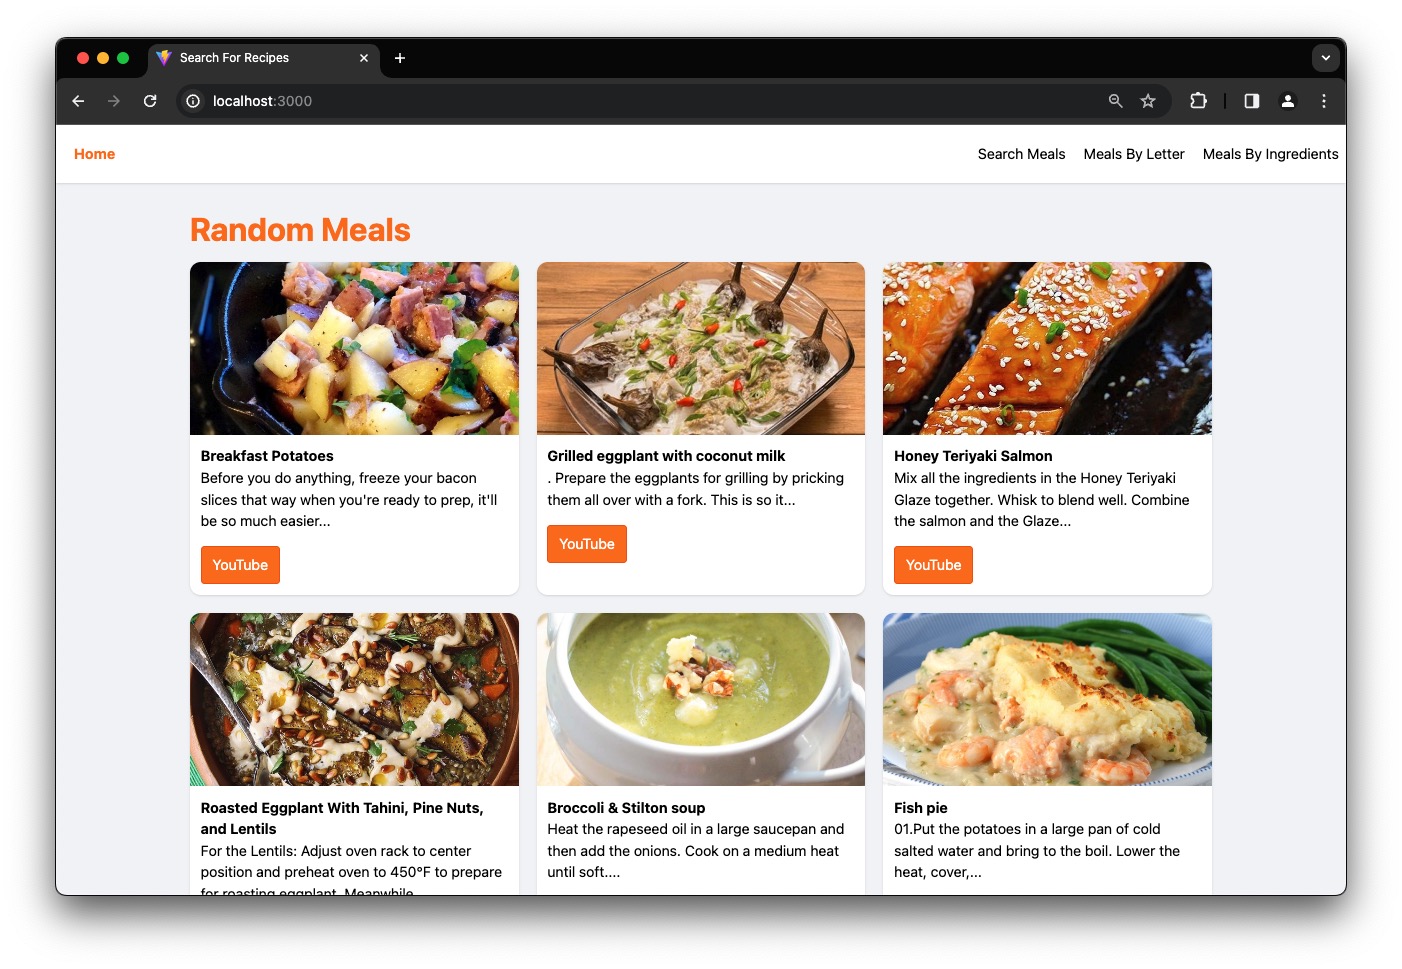 Search For Recipes
localhost:3000
Home
Search Meals
Meals By Letter
Meals By Ingredients
Random Meals
Breakfast Potatoes
Before you do anything, freeze your bacon
slices that way when you're ready to prep, it'll
be so much easier...
YouTube
Grilled eggplant with coconut milk
. Prepare the eggplants for grilling by pricking
them all over with a fork. This is so it...
YouTube
Honey Teriyaki Salmon
Mix all the ingredients in the Honey Teriyaki
Glaze together. Whisk to blend well. Combine
the salmon and the Glaze...
YouTube
Roasted Eggplant With Tahini, Pine Nuts,
and Lentils
For the Lentils: Adjust oven rack to center
position and preheat oven to 450°F to prepare
for roasting eggplant. Meanwhile
Broccoli & Stilton soup
Heat the rapeseed oil in a large saucepan and
then add the onions. Cook on a medium heat
until soft....
Fish pie
01.Put the potatoes in a large pan of cold
salted water and bring to the boil. Lower the
heat, cover,...